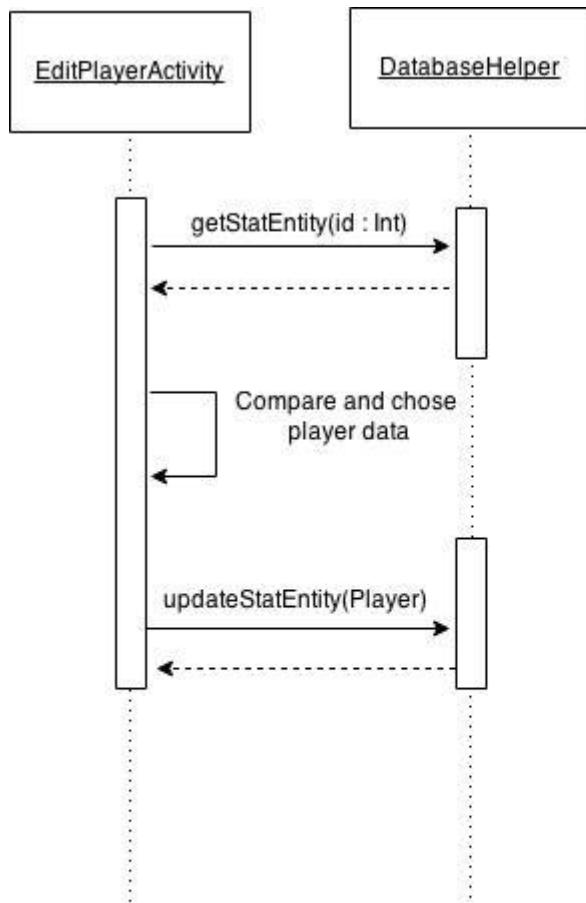 EditPlayerActivity
DatabaseHelper
getStatEntity(id : Int)
Compare and chose
player data
updateStatEntity(Player)